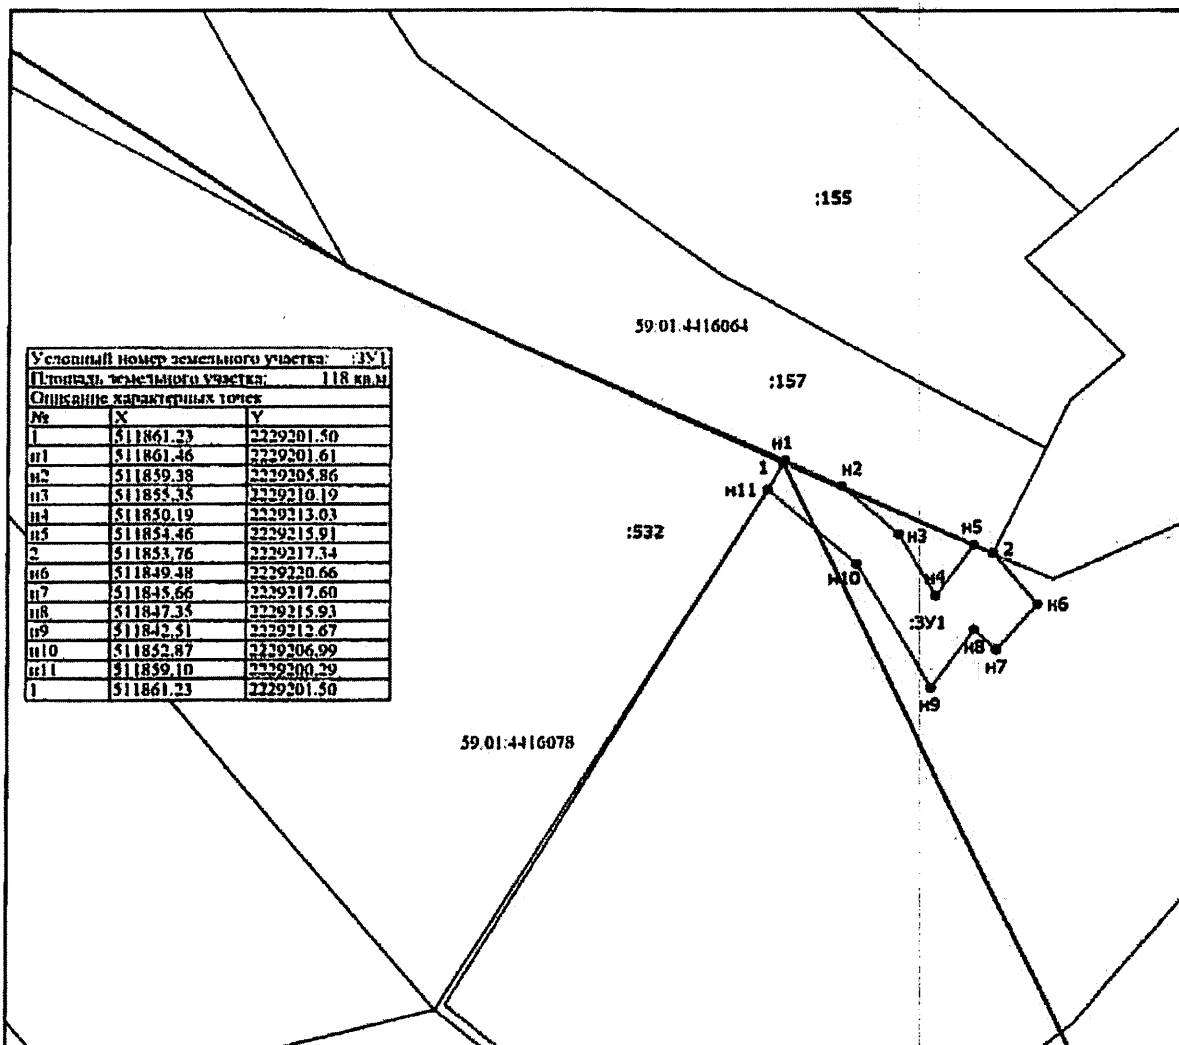 :155
59:01:4416064
:157
Условный номер земельного участка: :ЗУ1
Площадь земельного участка: 118 кв.м
Описание характерных точек
№ X Y
1 511861.23 2229201.50
н1 511861.46 2229201.61
н2 511859.38 2229205.86
н3 511855.35 2229210.19
н4 511850.19 2229213.03
н5 511854.46 2229215.91
2 511853.76 2229217.34
н6 511849.48 2229220.66
н7 511845.66 2229217.60
н8 511847.35 2229215.93
н9 511842.51 2229212.67
н10 511852.87 2229206.99
н11 511859.10 2229200.29
1 511861.23 2229201.50
н1
1
н2
н11
:532
н3
н5
2
н10
н4
н6
:ЗУ1
н8
н7
н9
59:01:4416078